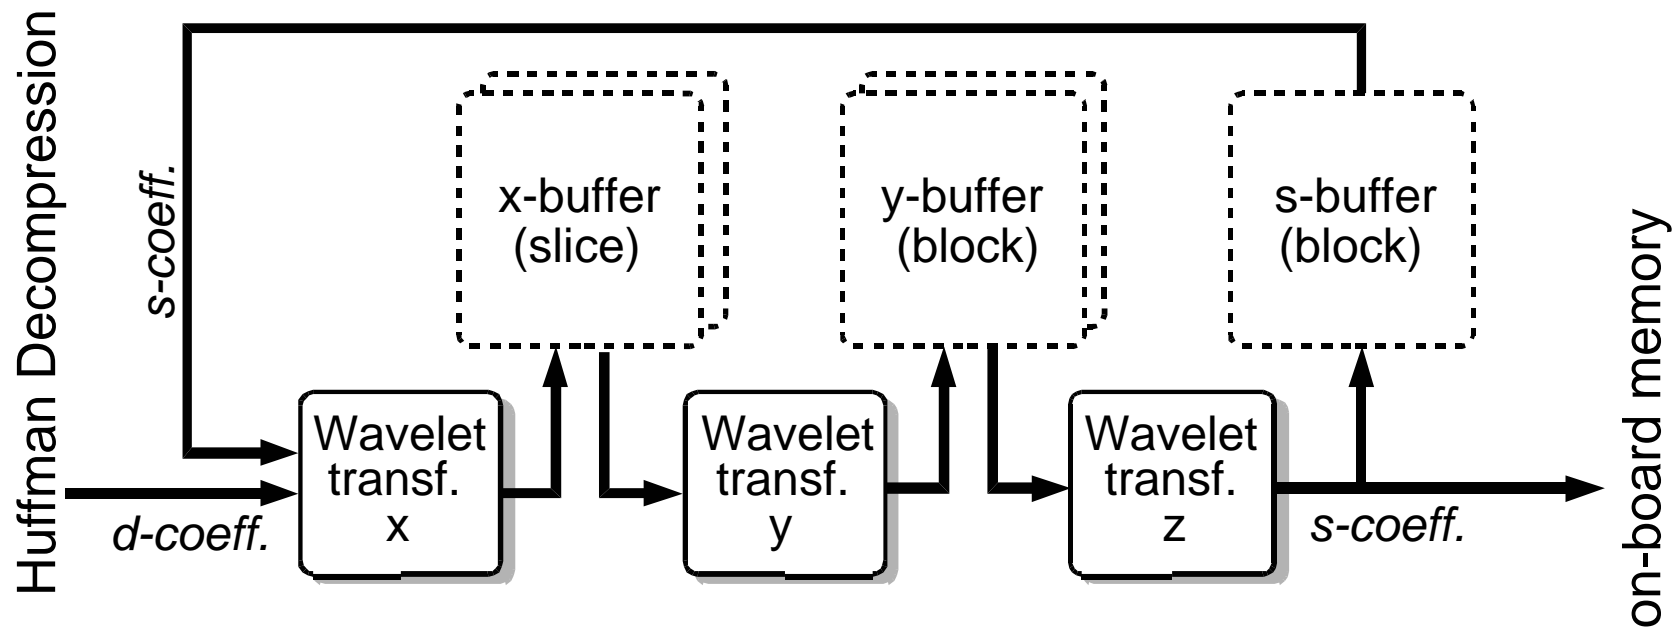 Huffman Decompression
s-coeff.
d-coeff.
x-buffer
(slice)
y-buffer
(block)
s-buffer
(block)
Wavelet
transf.
x
Wavelet
transf.
y
Wavelet
transf.
z
s-coeff.
on-board memory